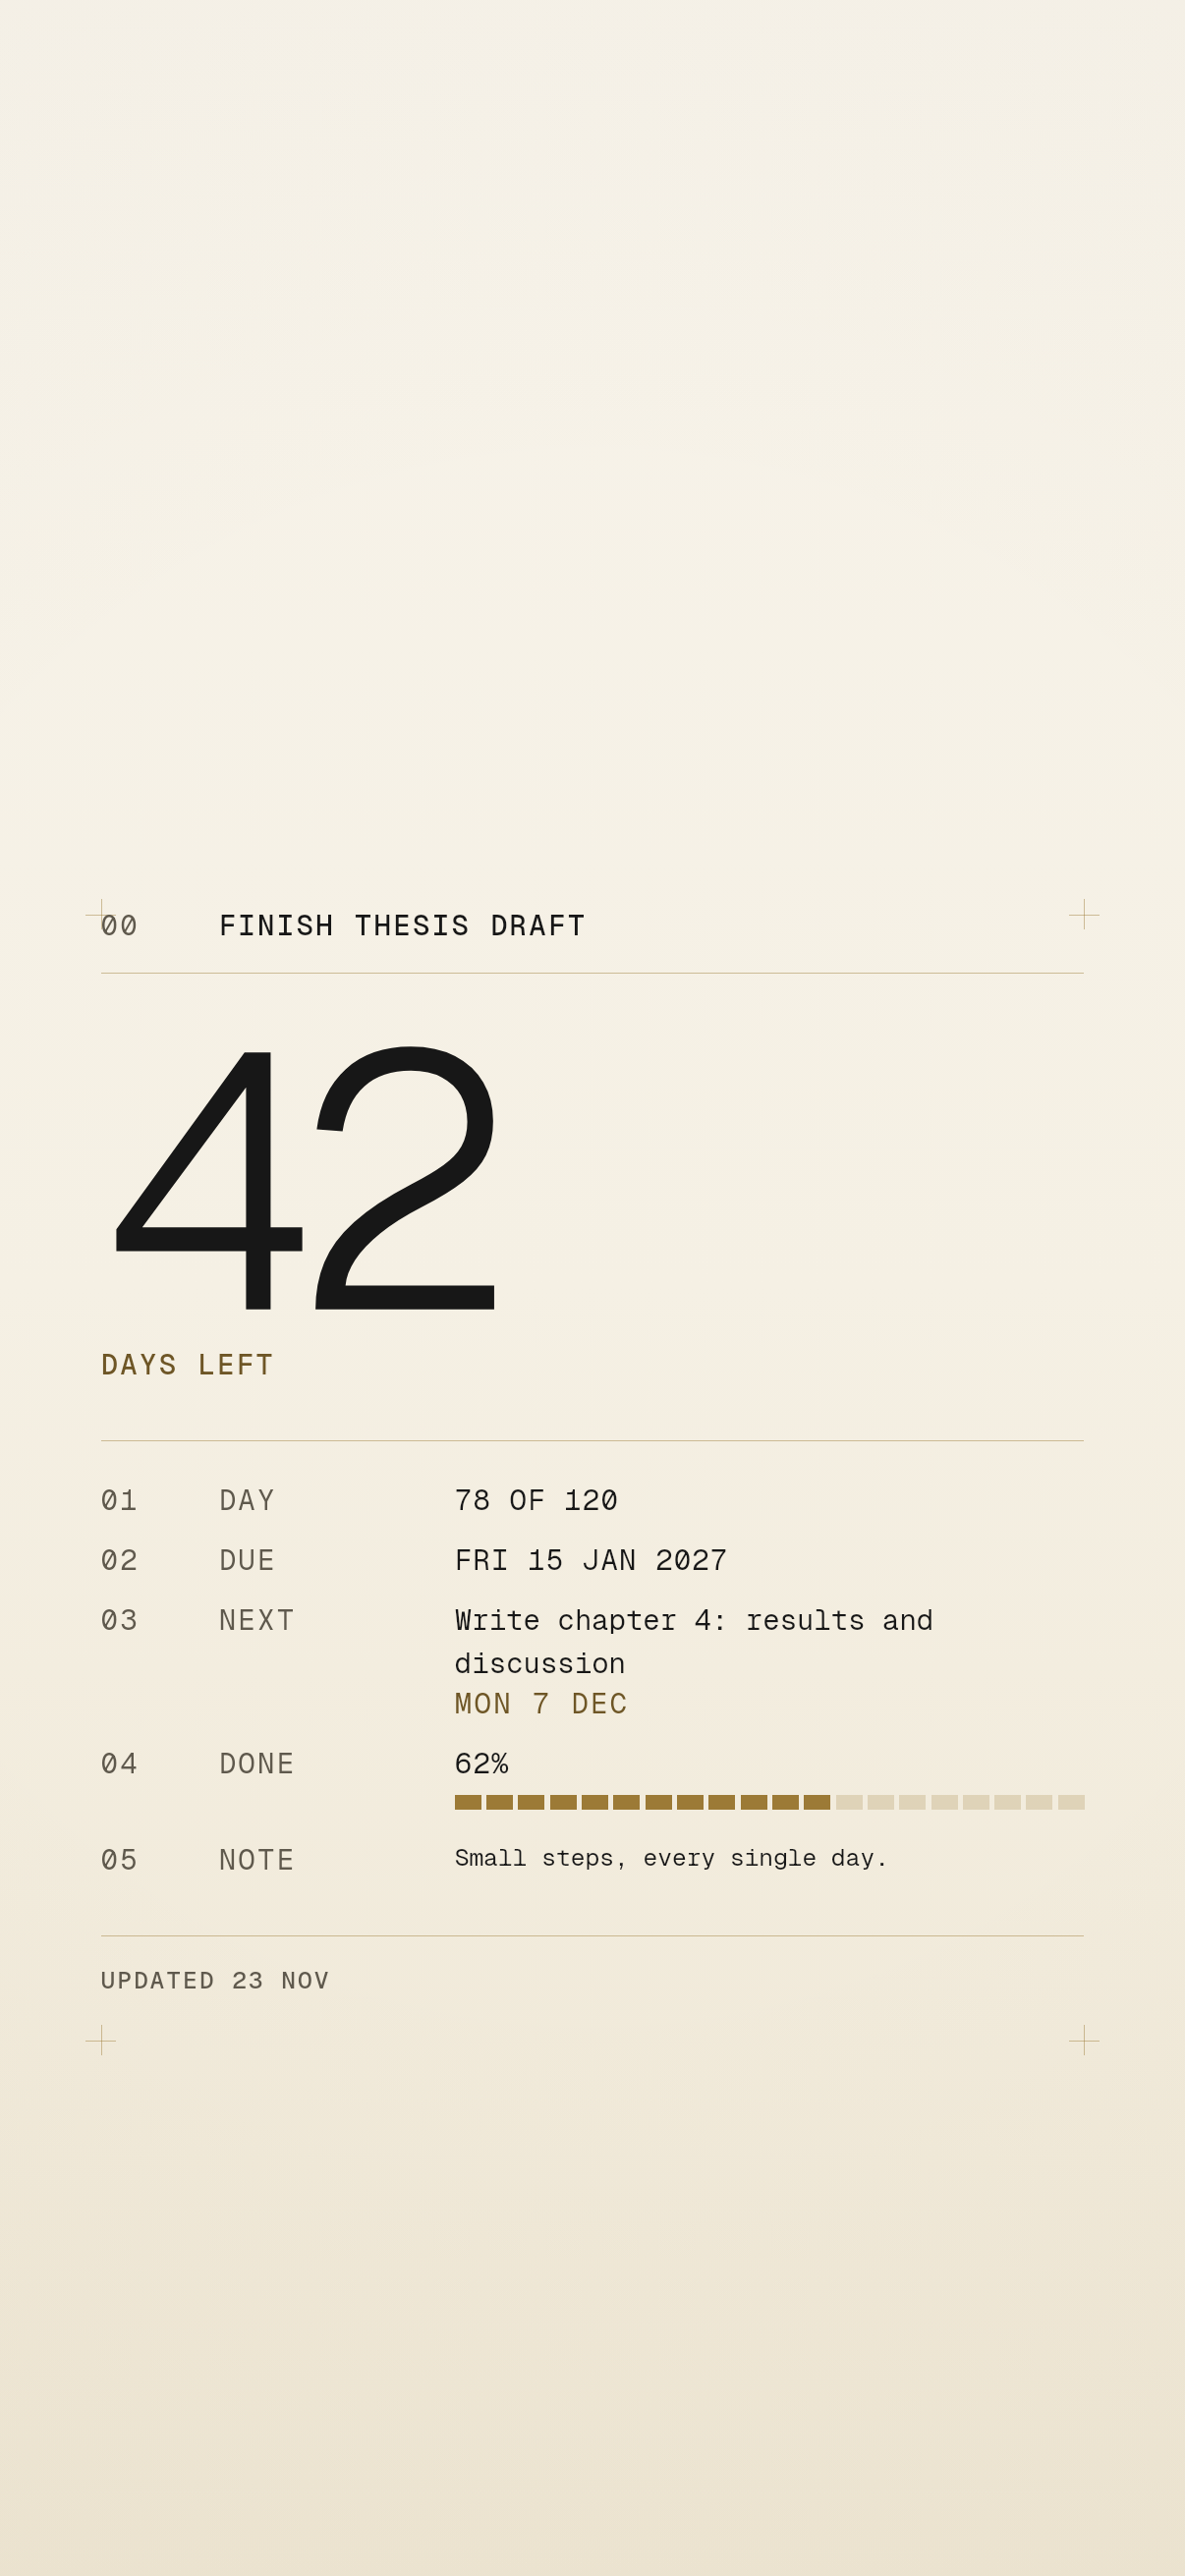 00 FINISH THESIS DRAFT
42
DAYS LEFT
01 DAY 78 OF 120
02 DUE FRI 15 JAN 2027
03 NEXT Write chapter 4: results and
discussion
MON 7 DEC
04 DONE 62%
05 NOTE Small steps, every single day.
UPDATED 23 NOV